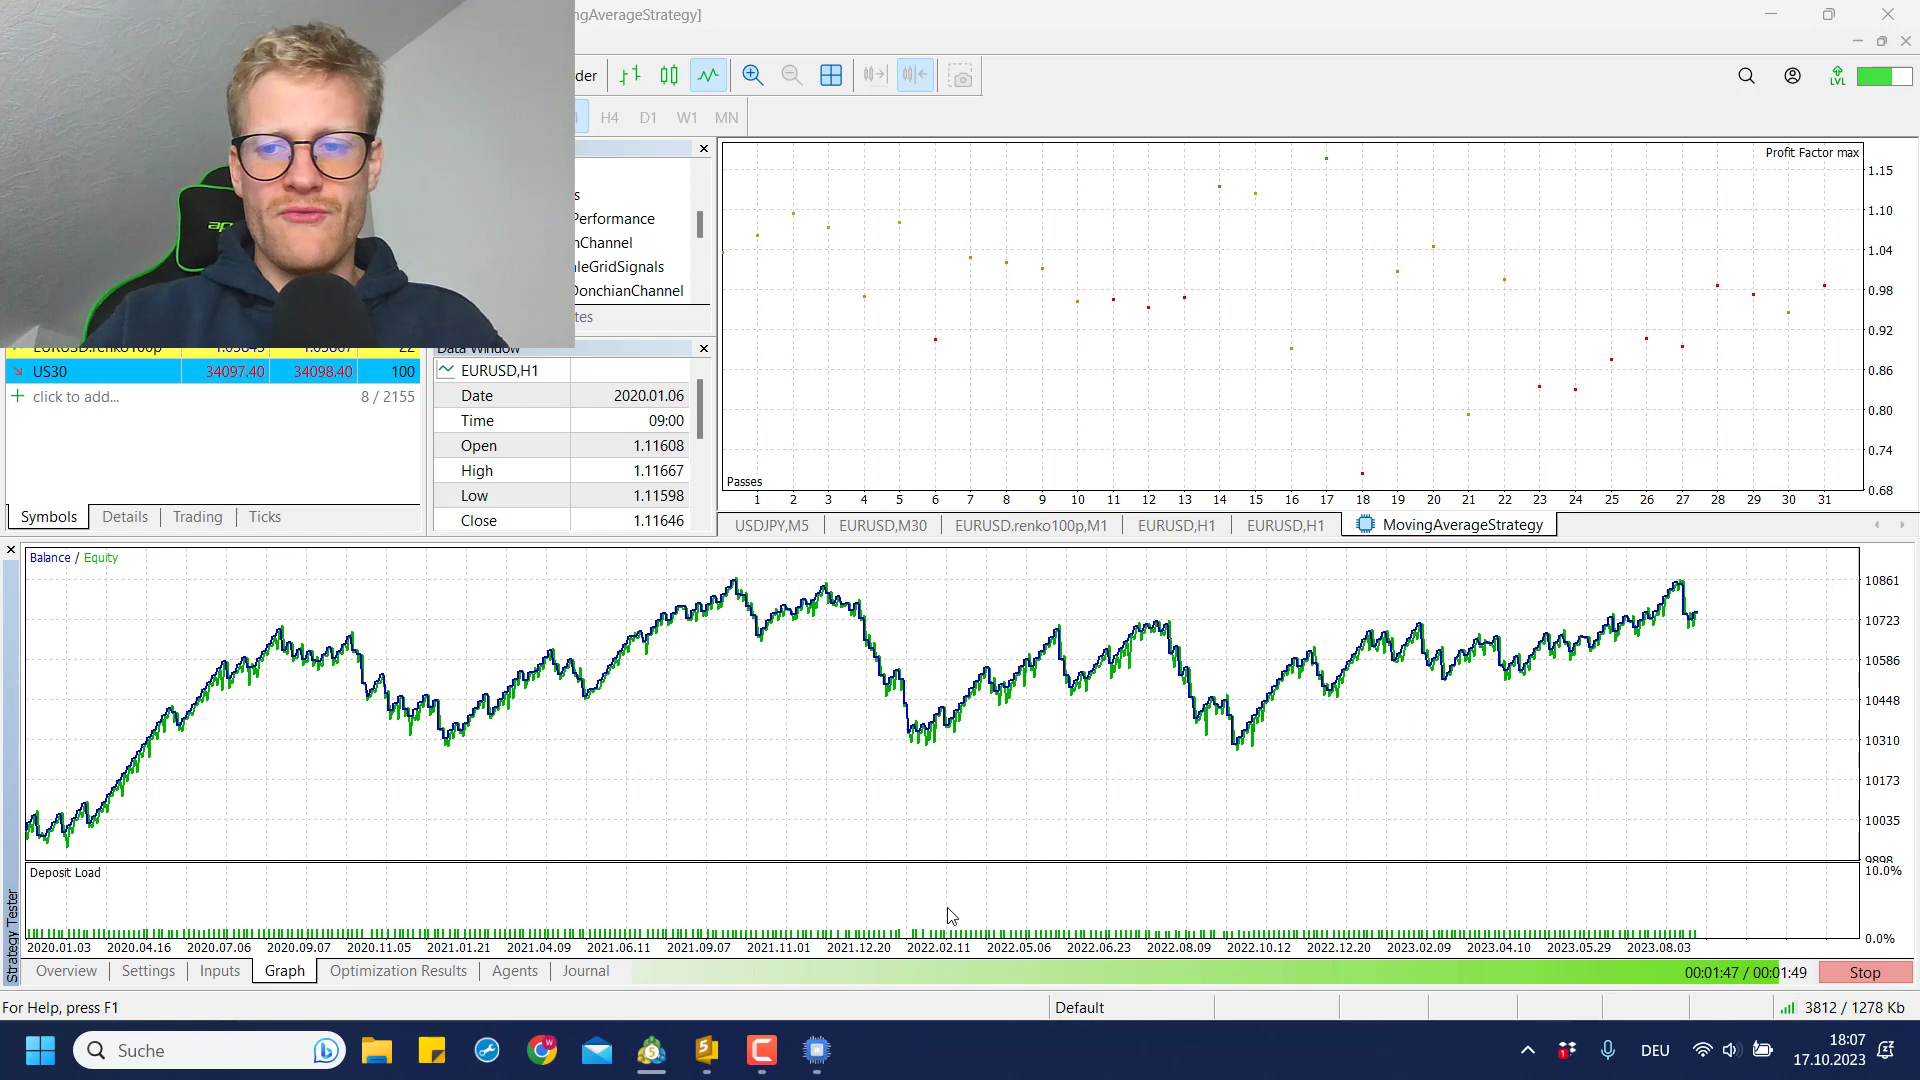 ngAverageStrategy]
der
LVL
H4 D1 W1 MN
s
Performance
nChannel
leGridSignals
DonchianChannel
tes
EURUSD.renko100p 1.05845 1.05867 22
US30 34097.40 34098.40 100
click to add... 8 / 2155
Symbols Details Trading Ticks
Data Window
EURUSD,H1
Date 2020.01.06
Time 09:00
Open 1.11608
High 1.11667
Low 1.11598
Close 1.11646
Profit Factor max
1.15
1.10
1.04
0.98
0.92
0.86
0.80
0.74
0.68
Passes
1 2 3 4 5 6 7 8 9 10 11 12 13 14 15 16 17 18 19 20 21 22 23 24 25 26 27 28 29 30 31
USDJPY,M5 EURUSD,M30 EURUSD.renko100p,M1 EURUSD,H1 EURUSD,H1 MovingAverageStrategy
Balance / Equity
10861
10723
10586
10448
10310
10173
10035
9898
Deposit Load
10.0%
0.0%
2020.01.03 2020.04.16 2020.07.06 2020.09.07 2020.11.05 2021.01.21 2021.04.09 2021.06.11 2021.09.07 2021.11.01 2021.12.20 2022.02.11 2022.05.06 2022.06.23 2022.08.09 2022.10.12 2022.12.20 2023.02.09 2023.04.10 2023.05.29 2023.08.03
Strategy Tester
Overview Settings Inputs Graph Optimization Results Agents Journal 00:01:47 / 00:01:49 Stop
For Help, press F1 Default 3812 / 1278 Kb
Suche DEU 18:07
17.10.2023